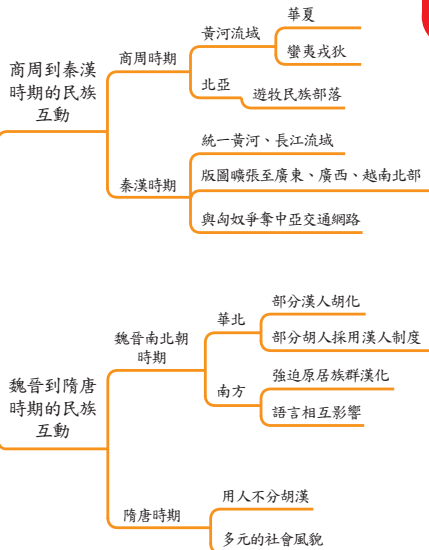 商周到秦漢
時期的民族
互動
商周時期
黃河流域
華夏
蠻夷戎狄
北亞
遊牧民族部落
秦漢時期
統一黃河、長江流域
版圖曠張至廣東、廣西、越南北部
與匈奴爭奪中亞交通網路
魏晉到隋唐
時期的民族
互動
魏晉南北朝
時期
華北
部分漢人胡化
部分胡人採用漢人制度
南方
強迫原居族群漢化
語言相互影響
隋唐時期
用人不分胡漢
多元的社會風貌